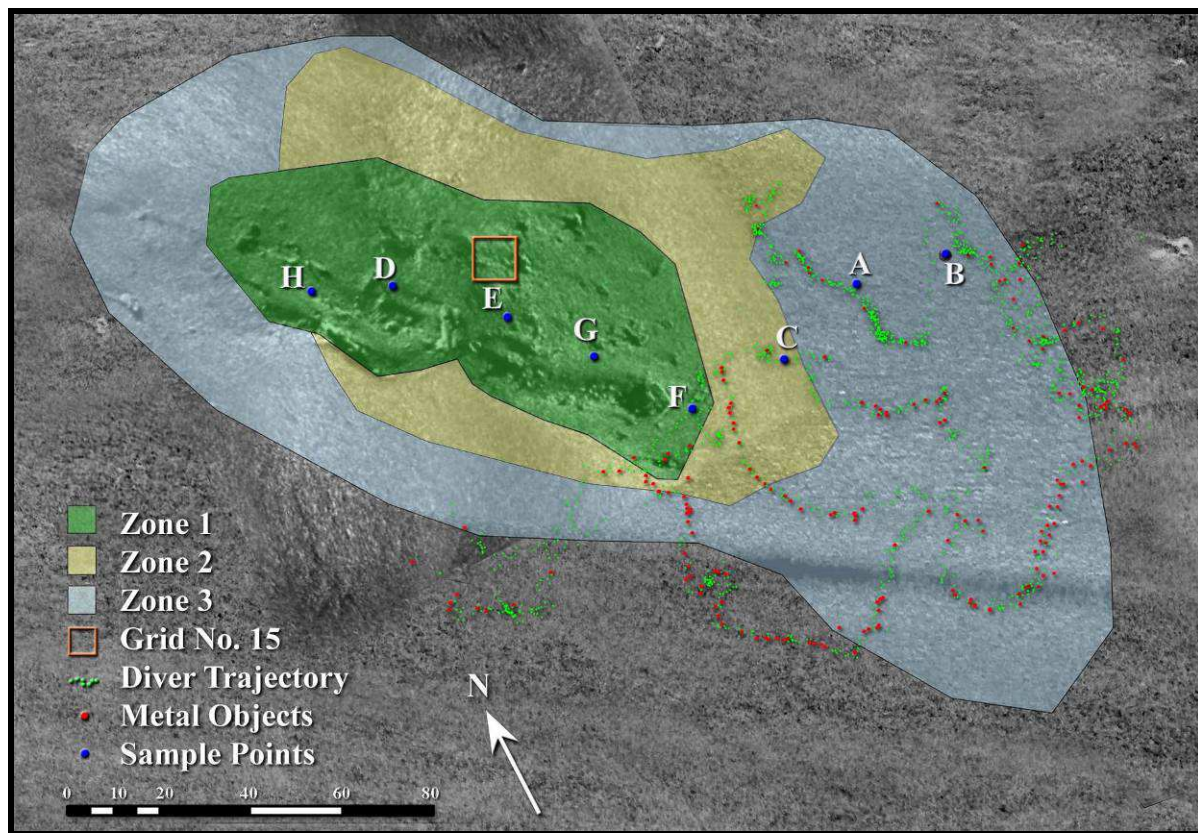 A
B
H
D
E
G
C
F
Zone 1
Zone 2
Zone 3
Grid No. 15
Diver Trajectory
Metal Objects
Sample Points
N
0 10 20 40 60 80